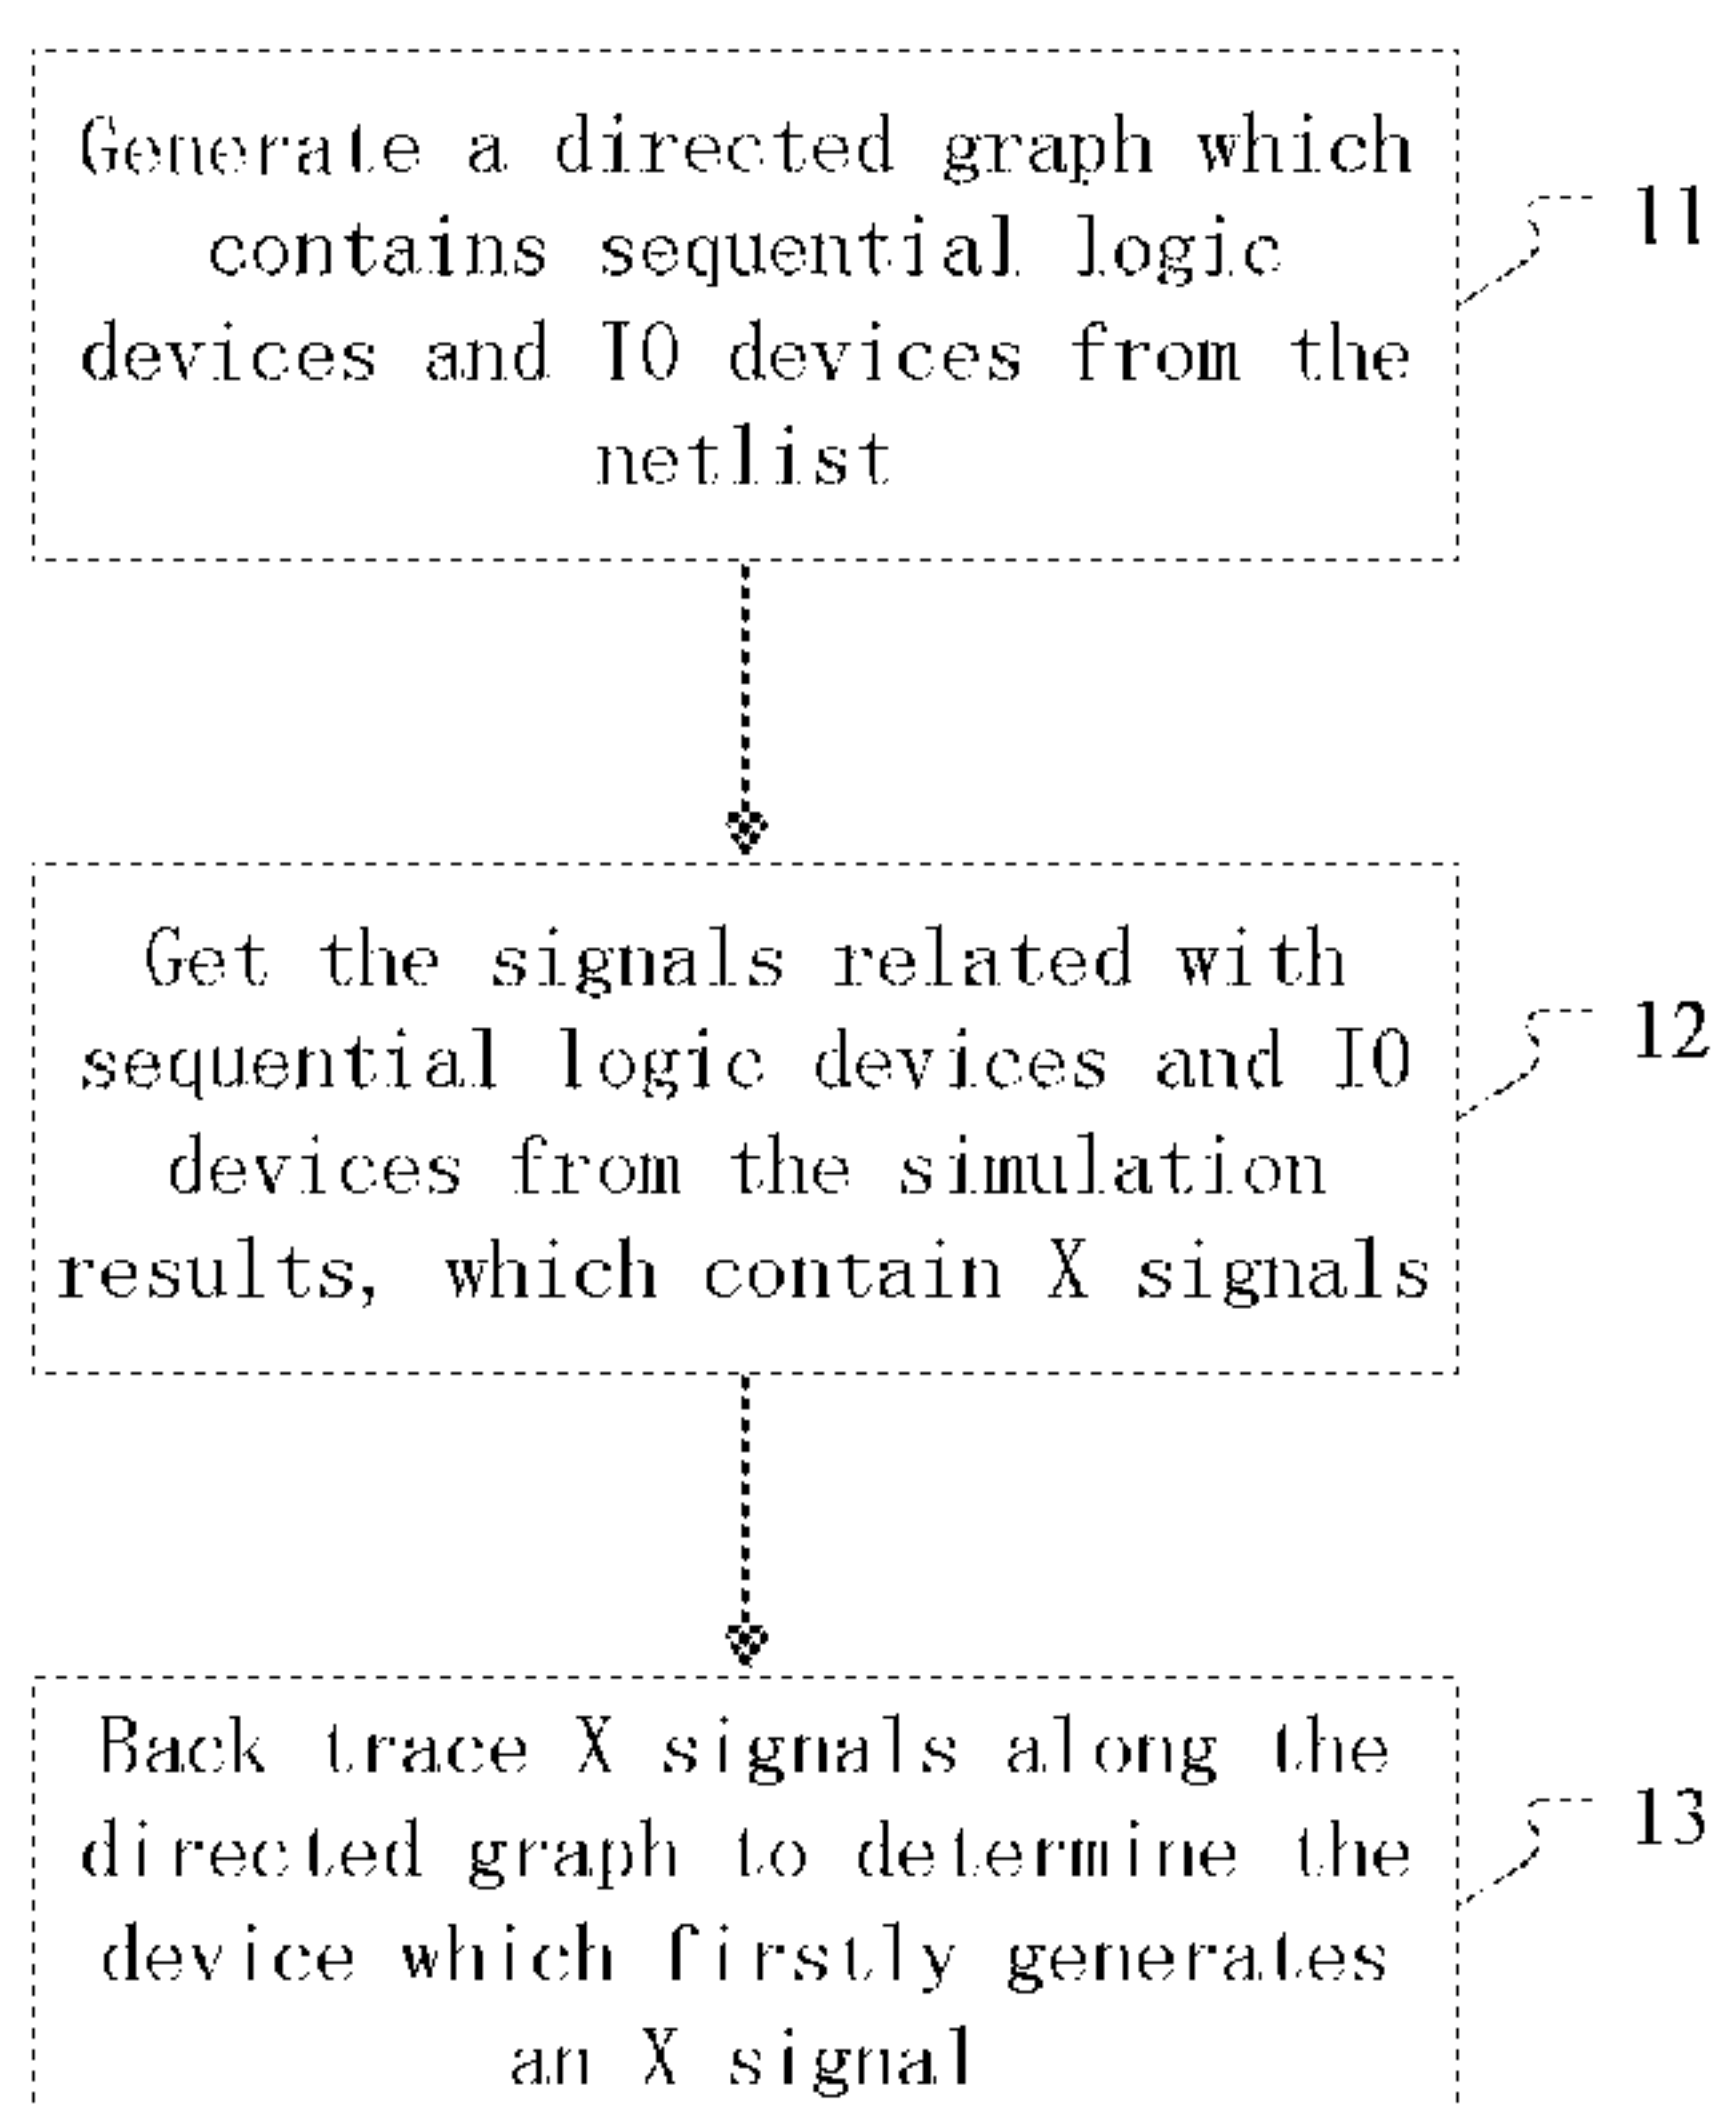 Generate a directed graph which
contains sequential logic
devices and IO devices from the
netlist
11
Get the signals related with
sequential logic devices and IO
devices from the simulation
results, which contain X signals
12
Back trace X signals along the
directed graph to determine the
device which firstly generates
an X signal
13